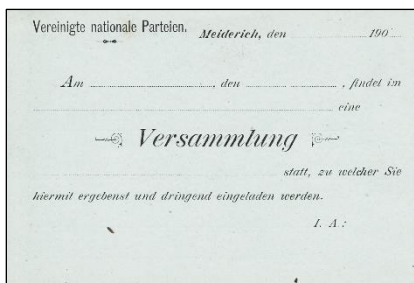 Vereinigte nationale Parteien.
Meiderich, den 190
Am , den , findet im
eine
Versammlung
statt, zu welcher Sie
hiermit ergebenst und dringend eingeladen werden.
I. A :